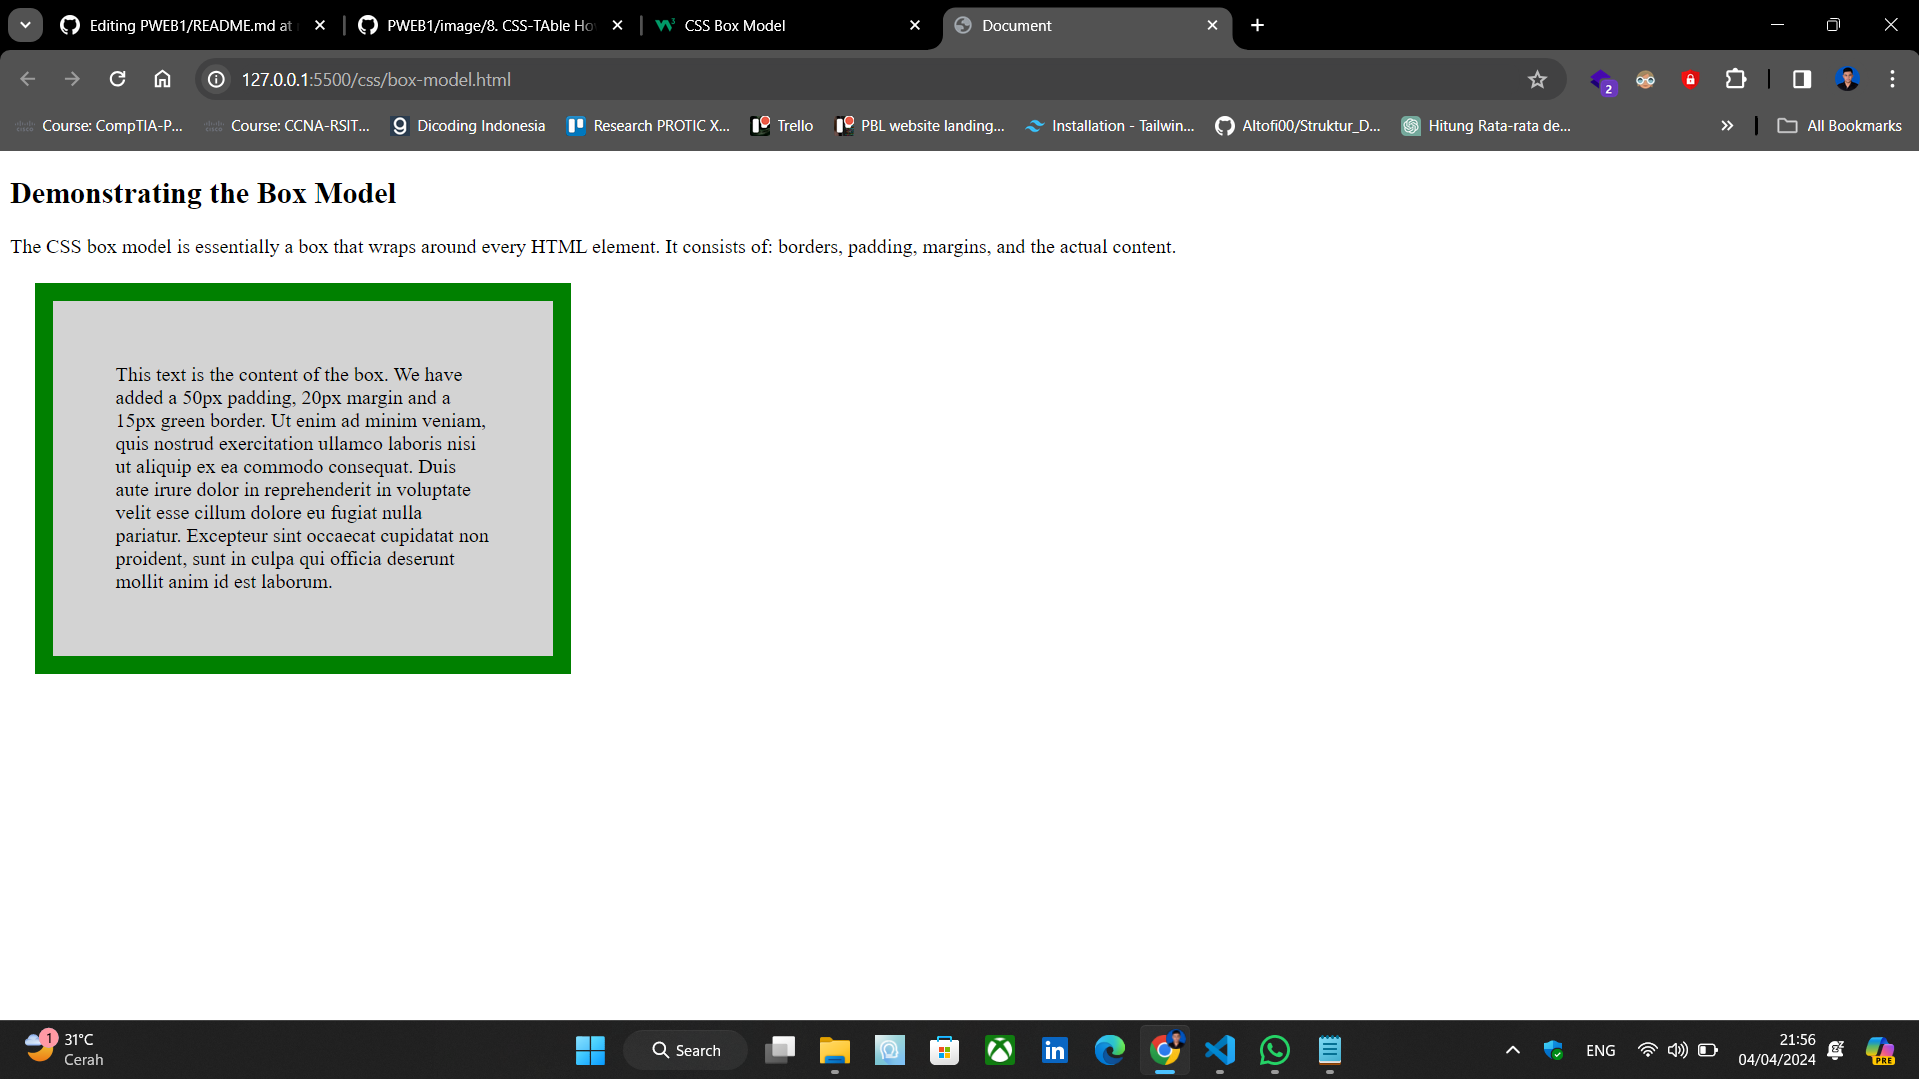 Editing PWEB1/README.md at
PWEB1/image/8. CSS-TAble Ho
CSS Box Model
Document
127.0.0.1:5500/css/box-model.html
2
Course: CompTIA-P...
Course: CCNA-RSIT...
Dicoding Indonesia
Research PROTIC X...
Trello
PBL website landing...
Installation - Tailwin...
Altofi00/Struktur_D...
Hitung Rata-rata de...
All Bookmarks
Demonstrating the Box Model
The CSS box model is essentially a box that wraps around every HTML element. It consists of: borders, padding, margins, and the actual content.
This text is the content of the box. We have
added a 50px padding, 20px margin and a
15px green border. Ut enim ad minim veniam,
quis nostrud exercitation ullamco laboris nisi
ut aliquip ex ea commodo consequat. Duis
aute irure dolor in reprehenderit in voluptate
velit esse cillum dolore eu fugiat nulla
pariatur. Excepteur sint occaecat cupidatat non
proident, sunt in culpa qui officia deserunt
mollit anim id est laborum.
1
31°C
Cerah
Search
in
ENG
21:56
04/04/2024
PRE